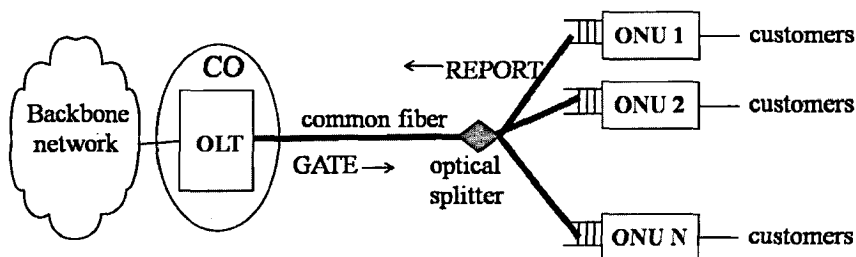 CO
Backbone
network
OLT
common fiber
GATE →
← REPORT
optical
splitter
ONU 1
customers
ONU 2
customers
ONU N
customers